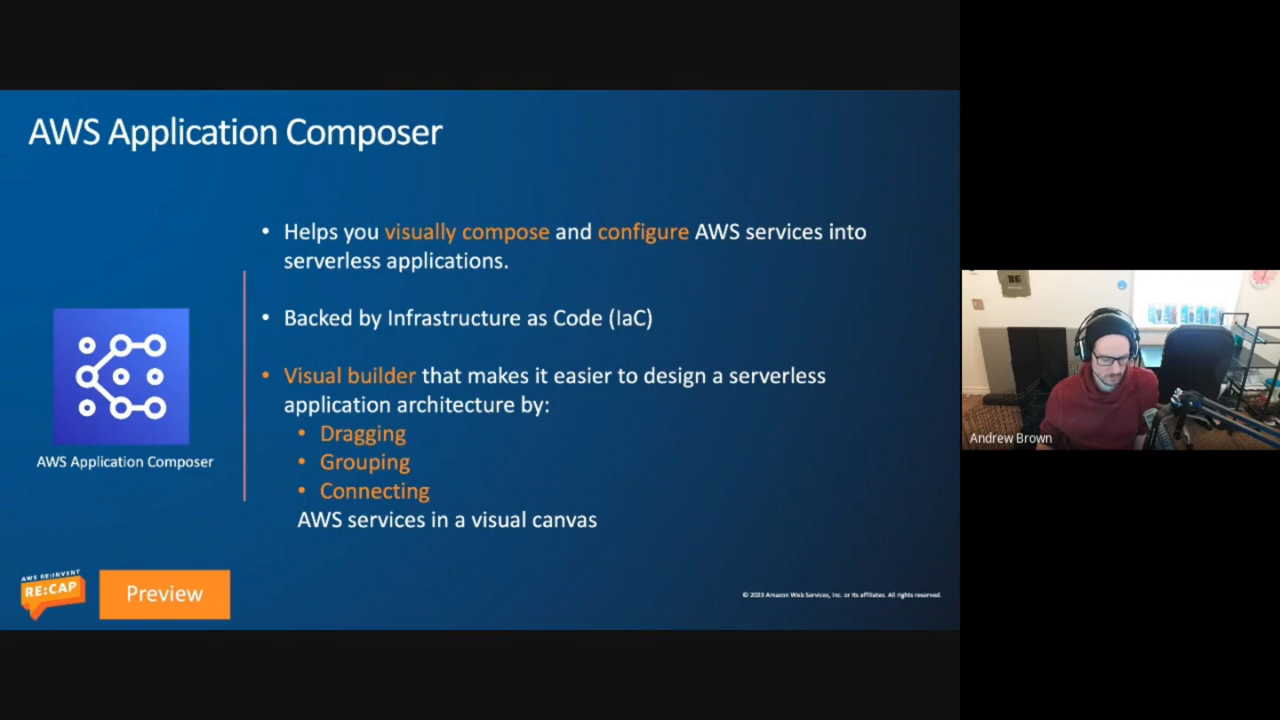 AWS Application Composer
• Helps you visually compose and configure AWS services into
serverless applications.
• Backed by Infrastructure as Code (IaC)
• Visual builder that makes it easier to design a serverless
application architecture by:
• Dragging
• Grouping
• Connecting
AWS services in a visual canvas
AWS Application Composer
AWS RE:INVENT
RE:CAP
Preview
© 2023 Amazon Web Services, Inc. or its affiliates. All rights reserved.
Andrew Brown